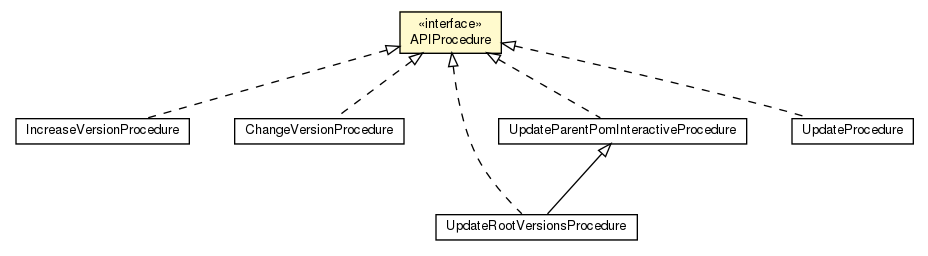 «interface»
APIProcedure
IncreaseVersionProcedure
ChangeVersionProcedure
UpdateParentPomInteractiveProcedure
UpdateProcedure
UpdateRootVersionsProcedure